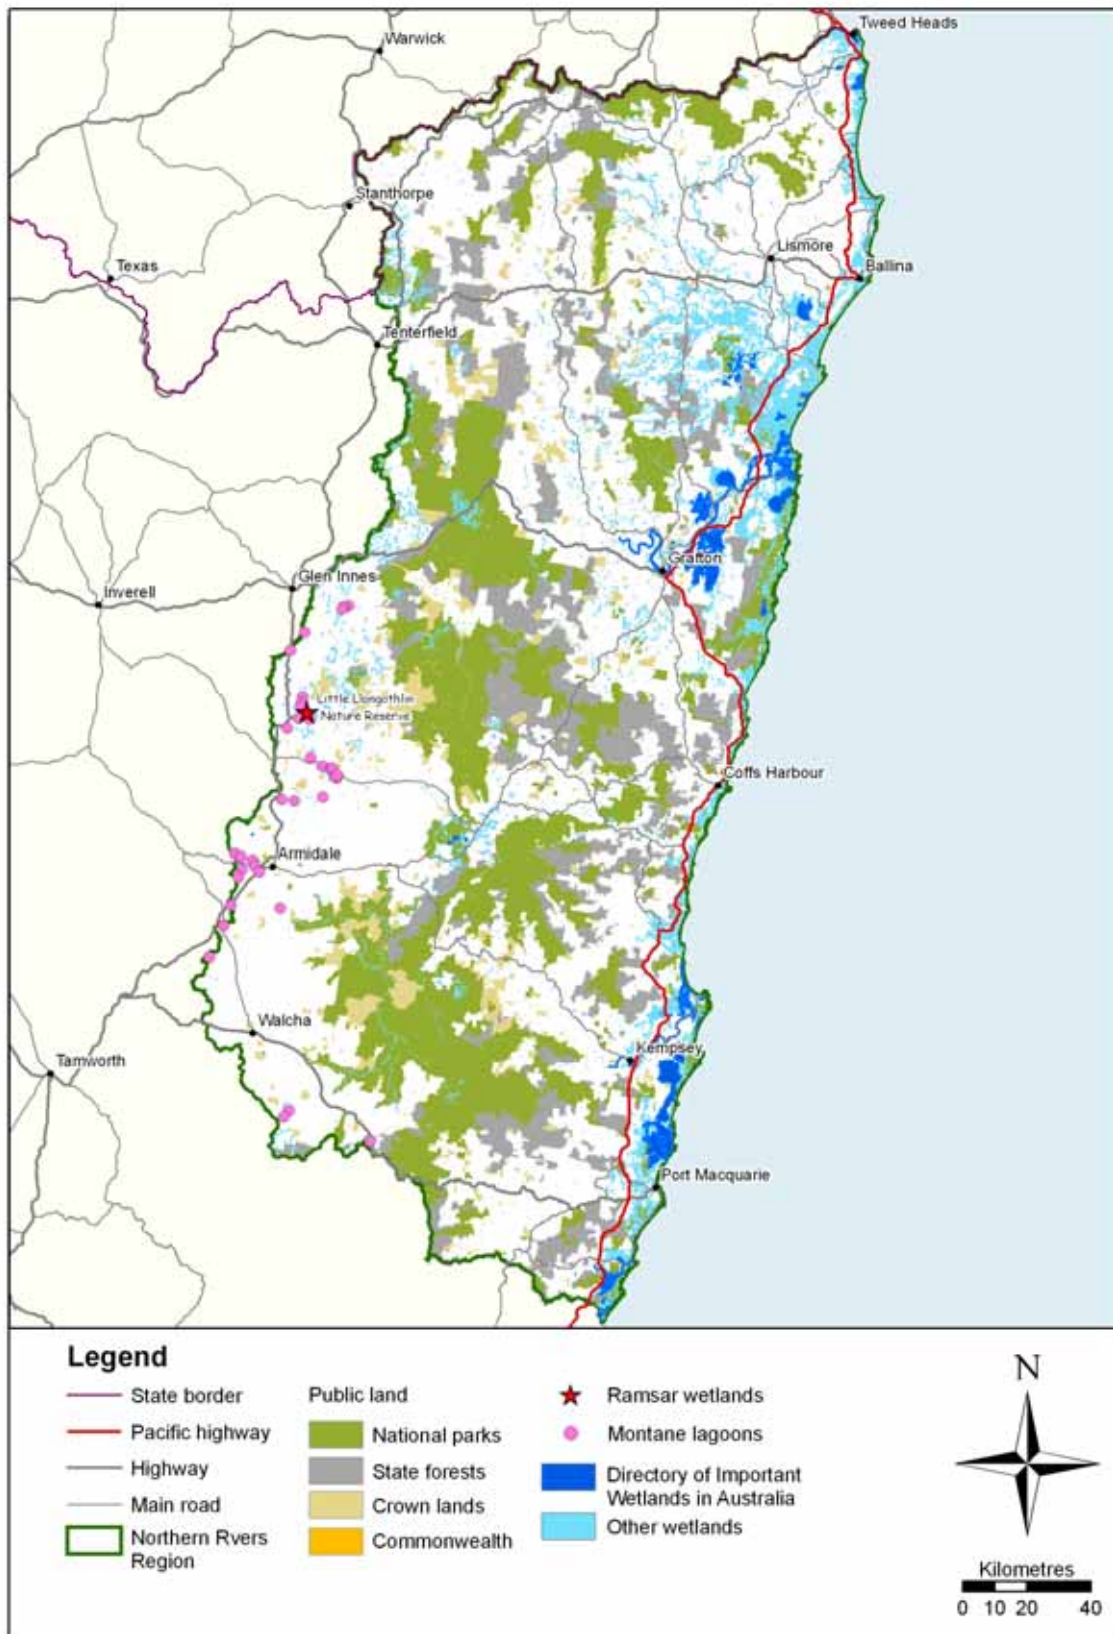 Tweed Heads
Warwick
Stanthorpe
Lismore
Texas
Ballina
Tenterfield
Grafton
Glen Innes
Inverell
Little Llangothlin
Nature Reserve
Coffs Harbour
Armidale
Walcha
Kempsey
Tamworth
Port Macquarie
Legend
State border
Pacific highway
Highway
Main road
Northern Rvers
Region
Public land
National parks
State forests
Crown lands
Commonwealth
Ramsar wetlands
Montane lagoons
Directory of Important
Wetlands in Australia
Other wetlands
N
Kilometres
0 10 20 40